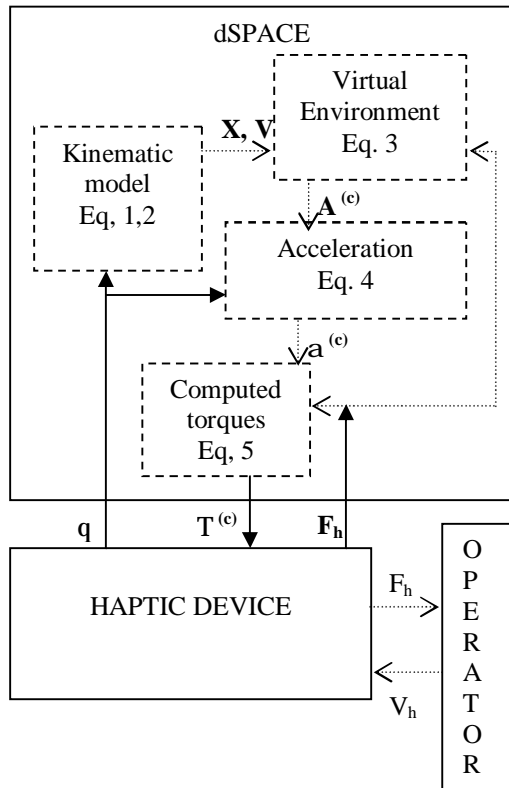 dSPACE
Virtual
Environment
Eq. 3
X, V
Kinematic
model
Eq, 1,2
A (c)
Acceleration
Eq. 4
a (c)
Computed
torques
Eq, 5
q
T (c)
Fh
HAPTIC DEVICE
Fh
Vh
O
P
E
R
A
T
O
R